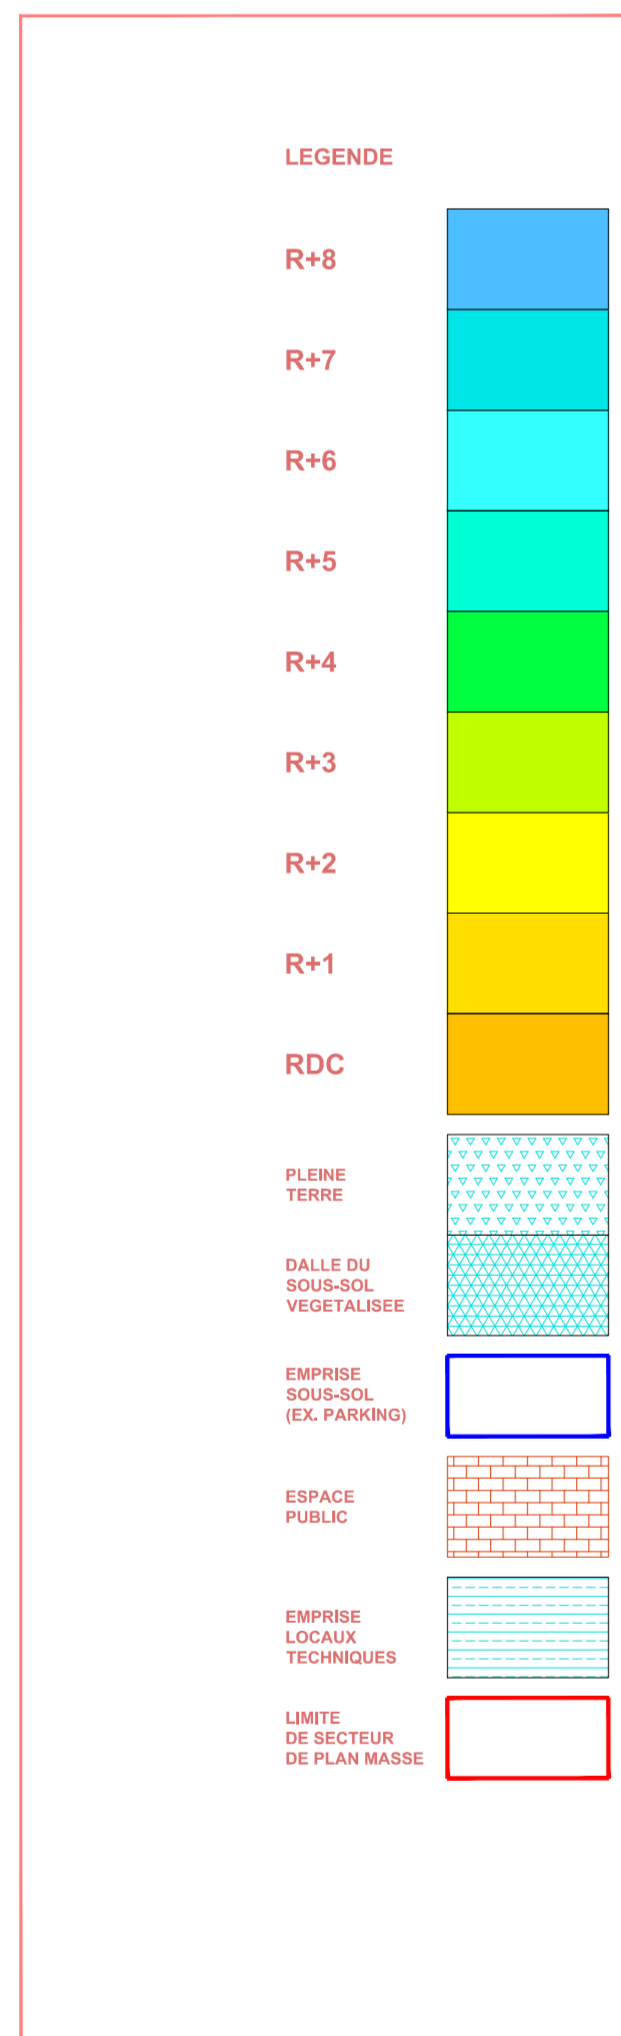 LEGENDE
R+8
R+7
R+6
R+5
R+4
R+3
R+2
R+1
RDC
PLEINE
TERRE
DALLE DU
SOUS-SOL
VEGETALISEE
EMPRISE
SOUS-SOL
(EX. PARKING)
ESPACE
PUBLIC
EMPRISE
LOCAUX
TECHNIQUES
LIMITE
DE SECTEUR
DE PLAN MASSE